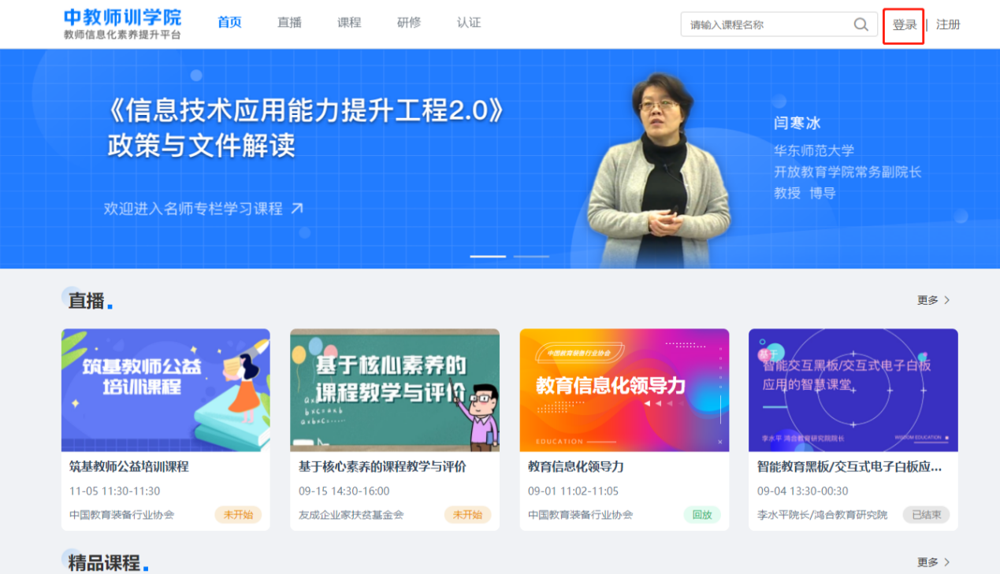 中教师训学院
教师信息化素养提升平台
首页 直播 课程 研修 认证
请输入课程名称
登录 | 注册
《信息技术应用能力提升工程2.0》
政策与文件解读
欢迎进入名师专栏学习课程
闫寒冰
华东师范大学
开放教育学院常务副院长
教授 博导
直播
更多
筑基教师公益
培训课程
筑基教师公益培训课程
11-05 11:30-11:30
中国教育装备行业协会
未开始
基于核心素养的
课程教学与评价
基于核心素养的课程教学与评价
09-15 14:30-16:00
友成企业家扶贫基金会
未开始
中国教育装备行业协会
教育信息化领导力
EDUCATION
教育信息化领导力
09-01 11:02-11:05
中国教育装备行业协会
回放
基于
智能交互黑板/交互式电子白板
应用的智慧课堂
李水平 鸿合教育研究院院长
WISDOM EDUCATION
智能教育黑板/交互式电子白板应...
09-04 13:30-00:30
李水平院长/鸿合教育研究院
已结束
精品课程
更多